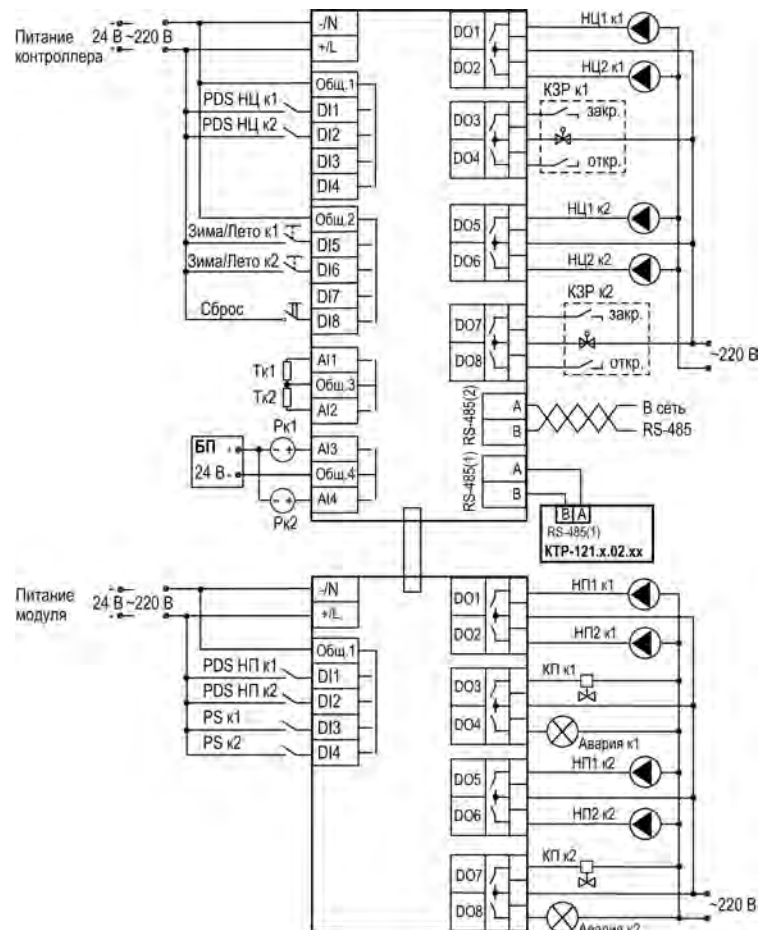 Питание
контроллера
24 В ~220 В
-/N
+/L
Общ.1
PDS НЦ к1
DI1
PDS НЦ к2
DI2
DI3
DI4
Общ.2
Зима/Лето к1
DI5
Зима/Лето к2
DI6
DI7
Сброс
DI8
AI1
Тк1
Общ.3
Тк2
AI2
Рк1
БП
24 В
AI3
Общ.4
AI4
Рк2
DO1
НЦ1 к1
DO2
НЦ2 к1
КЗР к1
DO3
закр.
DO4
откр.
DO5
НЦ1 к2
DO6
НЦ2 к2
КЗР к2
DO7
закр.
DO8
откр.
~220 В
RS-485(2)
A
B
В сеть
RS-485
RS-485(1)
A
B
B A
RS-485(1)
КТР-121.х.02.хх
Питание
модуля
24 В ~220 В
-/N
+/L
Общ.1
PDS НП к1
DI1
PDS НП к2
DI2
PS к1
DI3
PS к2
DI4
DO1
НП1 к1
DO2
НП2 к1
DO3
КП к1
DO4
Авария к1
DO5
НП1 к2
DO6
НП2 к2
DO7
КП к2
DO8
Авария к2
~220 В